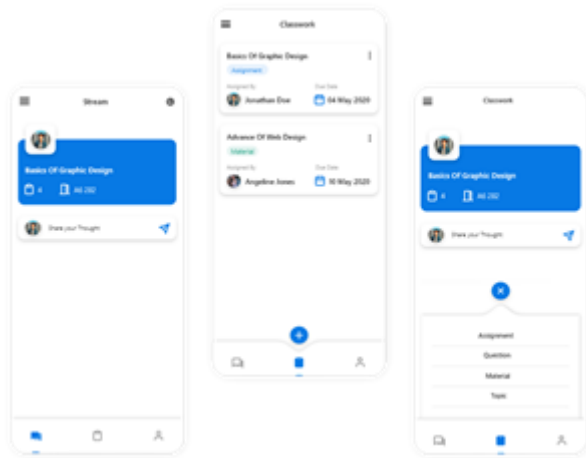 Stream
Basics Of Graphic Design
4 A6 282
Share your Thought
Classwork
Basics Of Graphic Design
Assignment
Assigned By Due Date
Jonathan Doe 04 May 2020
Advance Of Web Design
Material
Assigned By Due Date
Angeline Jones 10 May 2020
Classwork
Basics Of Graphic Design
4 A6 282
Share your Thought
Assignment
Question
Material
Topic